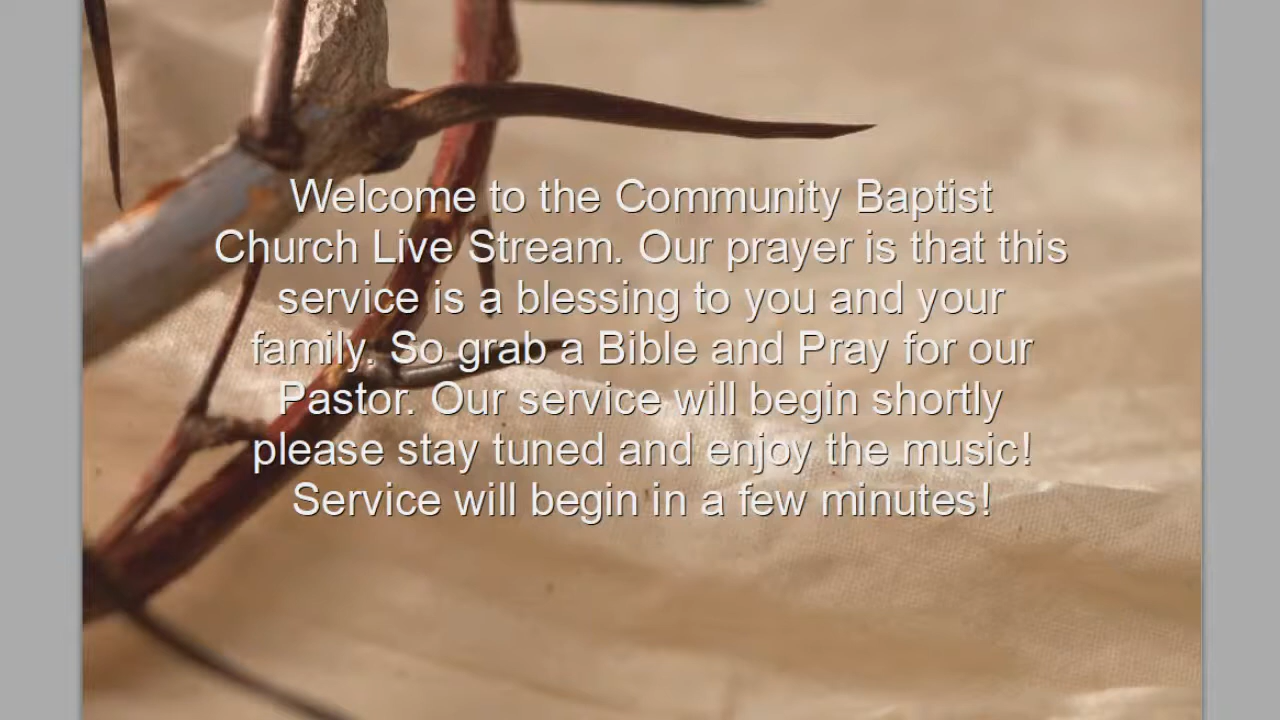 Welcome to the Community Baptist
Church Live Stream. Our prayer is that this
service is a blessing to you and your
family. So grab a Bible and Pray for our
Pastor. Our service will begin shortly
please stay tuned and enjoy the music!
Service will begin in a few minutes!